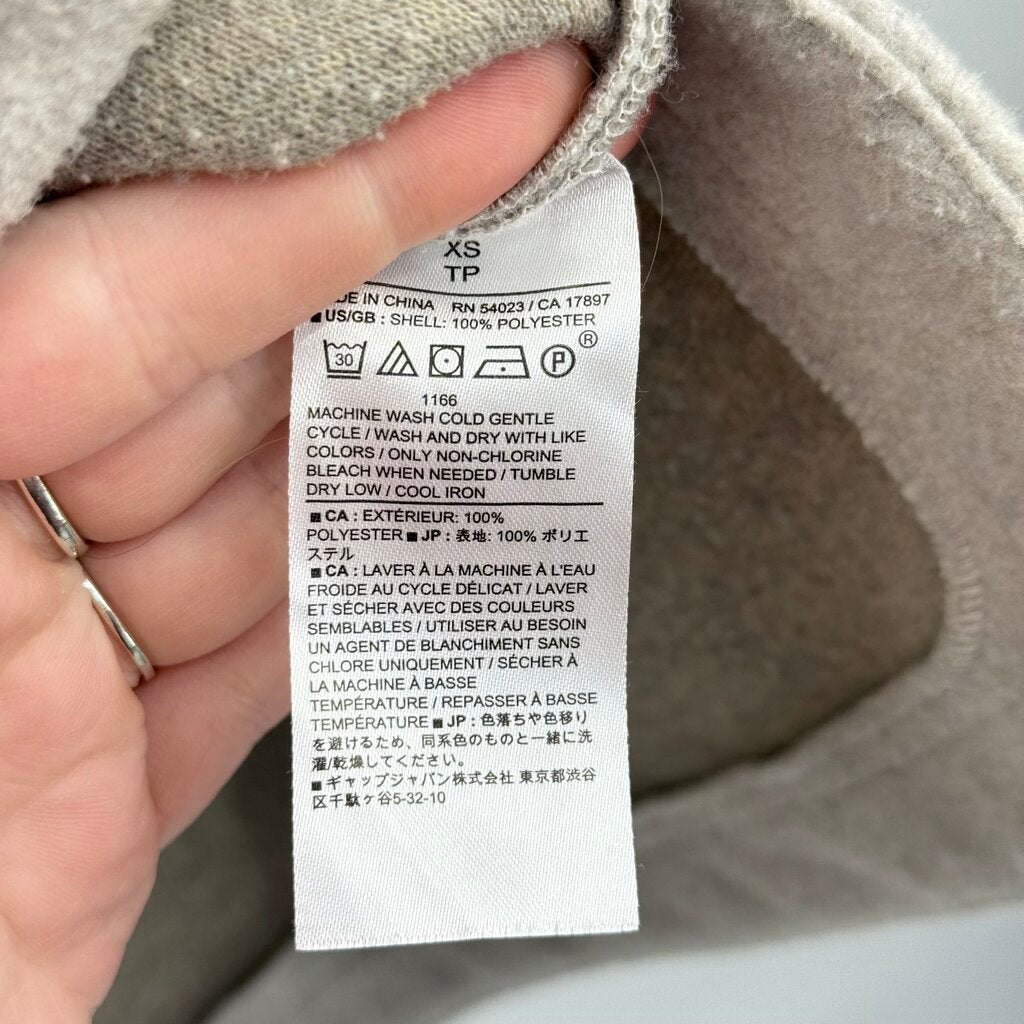 XS
TP
DE IN CHINA RN 54023 / CA 17897
■ US/GB : SHELL: 100% POLYESTER
30 P ®
1166
MACHINE WASH COLD GENTLE
CYCLE / WASH AND DRY WITH LIKE
COLORS / ONLY NON-CHLORINE
BLEACH WHEN NEEDED / TUMBLE
DRY LOW / COOL IRON
■ CA : EXTÉRIEUR: 100%
POLYESTER ■ JP : 表地: 100% ポリエ
ステル
■ CA : LAVER À LA MACHINE À L'EAU
FROIDE AU CYCLE DÉLICAT / LAVER
ET SÉCHER AVEC DES COULEURS
SEMBLABLES / UTILISER AU BESOIN
UN AGENT DE BLANCHIMENT SANS
CHLORE UNIQUEMENT / SÉCHER À
LA MACHINE À BASSE
TEMPÉRATURE / REPASSER À BASSE
TEMPÉRATURE ■ JP : 色落ちや色移り
を避けるため、同系色のものと一緒に洗
濯/乾燥してください。
■ ギャップジャパン株式会社 東京都渋谷
区千駄ヶ谷5-32-10